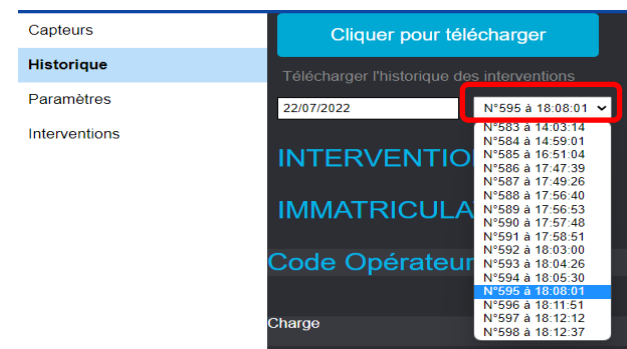 Capteurs
Historique
Paramètres
Interventions
Cliquer pour télécharger
Télécharger l'historique des interventions
22/07/2022
N°595 à 18:08:01
N°583 à 14:03:14
N°584 à 14:59:01
N°585 à 16:51:04
N°586 à 17:47:39
N°587 à 17:49:26
N°588 à 17:56:40
N°589 à 17:56:53
N°590 à 17:57:48
N°591 à 17:58:51
N°592 à 18:03:00
N°593 à 18:04:26
N°594 à 18:05:30
N°595 à 18:08:01
N°596 à 18:11:51
N°597 à 18:12:12
N°598 à 18:12:37
INTERVENTIO
IMMATRICULA
Code Opérateur
Charge